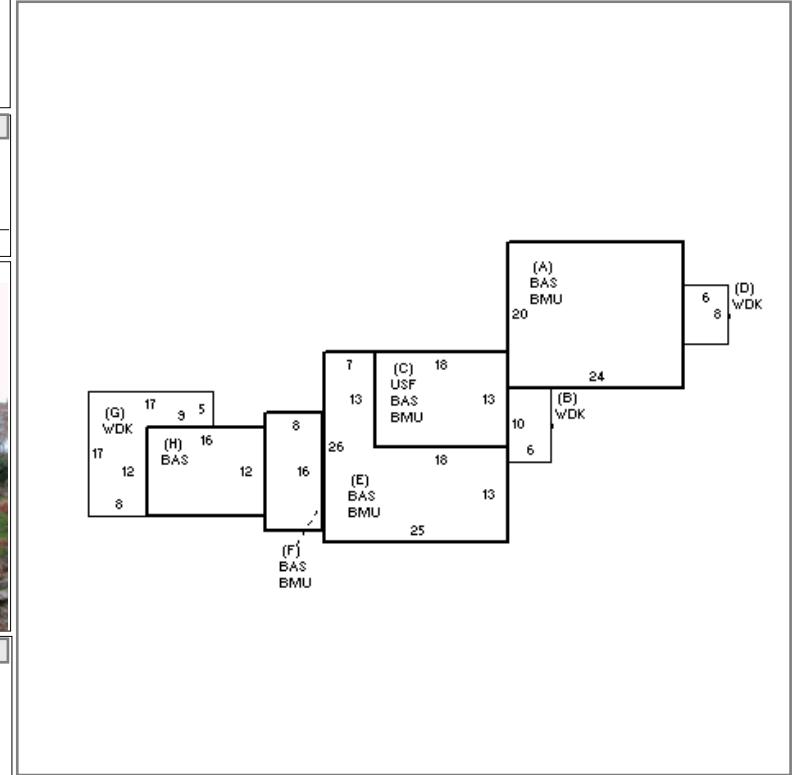 (A)
BAS
BMU
20
24
6
8
(D)
WDK
(B)
WDK
10
6
7
13
(C)
USF
BAS
BMU
18
13
26
18
(E)
BAS
BMU
13
25
8
16
(F)
BAS
BMU
17
9
5
(G)
WDK
17
12
8
16
(H)
BAS
12